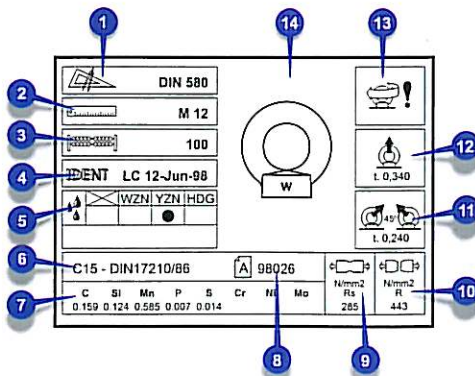 1
14
13
DIN 580
2
M 12
3
100
12
4
IDENT LC 12-Jun-98
W
t. 0,340
5
WZN YZN HDG
11
45°
t. 0,240
6
C15 - DIN17210/86 A 98026
7
C Si Mn P S Cr Ni Mo
0.159 0.124 0.585 0.007 0.014
N/mm2
Rs
285
N/mm2
R
443
10
8
9